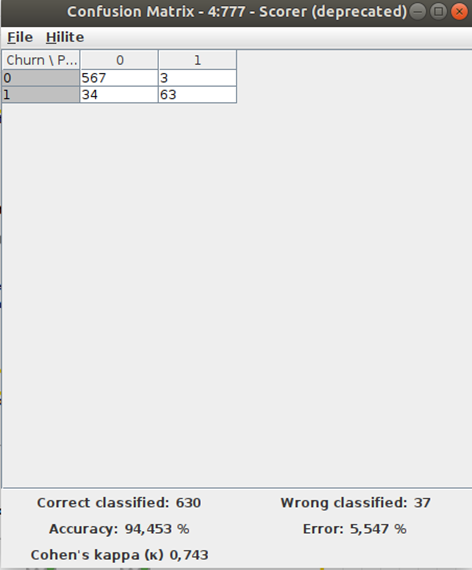 Confusion Matrix - 4:777 - Scorer (deprecated)
File Hilite
Churn \ P... 0 1
0 567 3
1 34 63
Correct classified: 630 Wrong classified: 37
Accuracy: 94,453 % Error: 5,547 %
Cohen's kappa (κ) 0,743